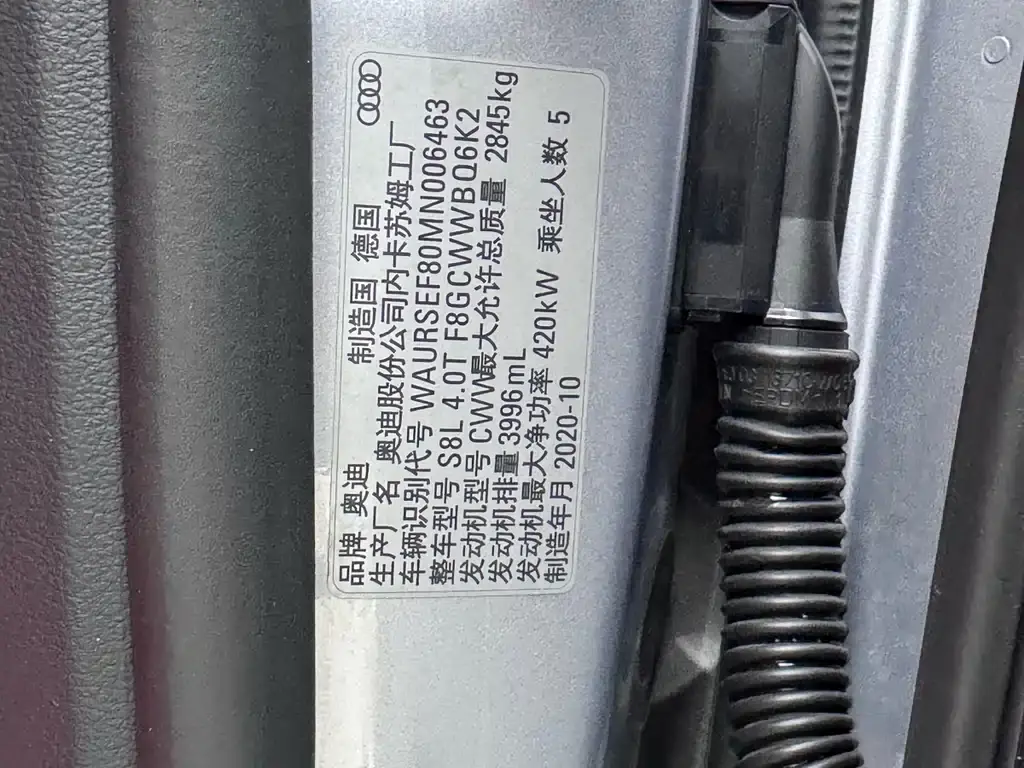 品牌 奥迪 制造国 德国
生产厂名 奥迪股份公司内卡苏姆工厂
车辆识别代号 WAURSEF80MN006463
整车型号 S8L 4.0T F8GCWWWBQ6K2
发动机型号 CWWW最大允许总质量 2845kg
发动机排量 3996mL
发动机最大净功率 420kW 乘坐人数 5
制造年月 2020-10